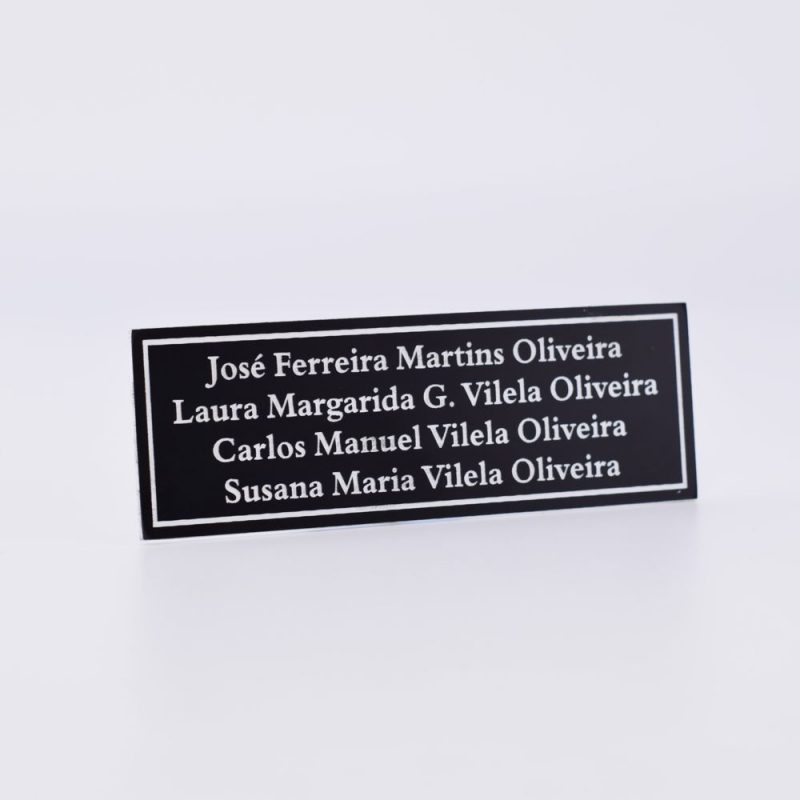 José Ferreira Martins Oliveira
Laura Margarida G. Vilela Oliveira
Carlos Manuel Vilela Oliveira
Susana Maria Vilela Oliveira